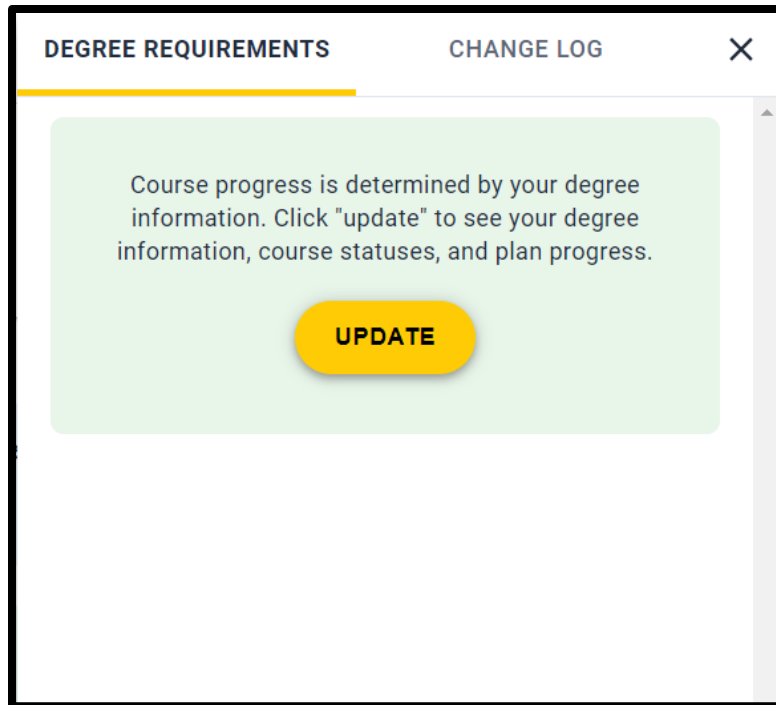 DEGREE REQUIREMENTS
CHANGE LOG
Course progress is determined by your degree
information. Click "update" to see your degree
information, course statuses, and plan progress.
UPDATE